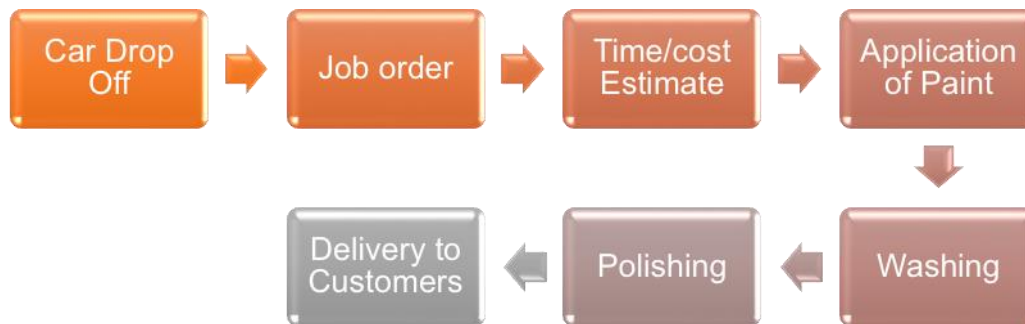 Car Drop
Off
Job order
Time/cost
Estimate
Application
of Paint
Washing
Polishing
Delivery to
Customers